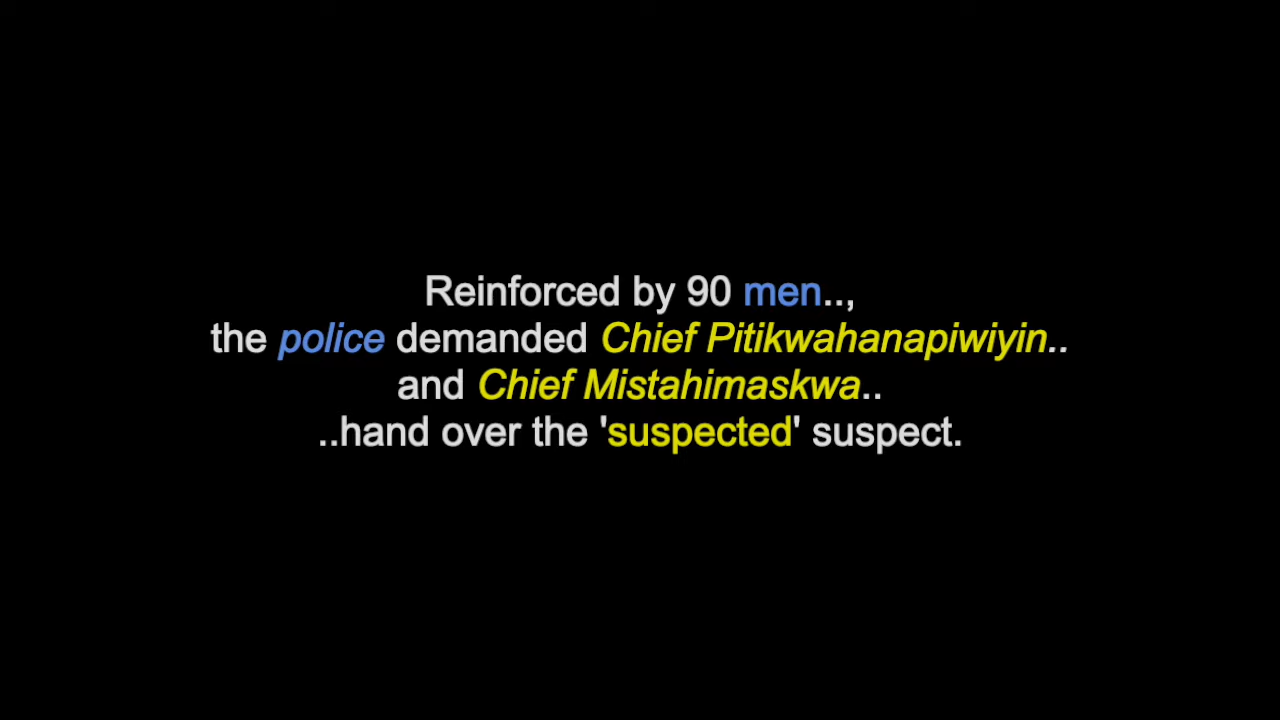 Reinforced by 90 men..,
the police demanded Chief Pitikwahanapiwiyin..
and Chief Mistahimaskwa..
..hand over the 'suspected' suspect.